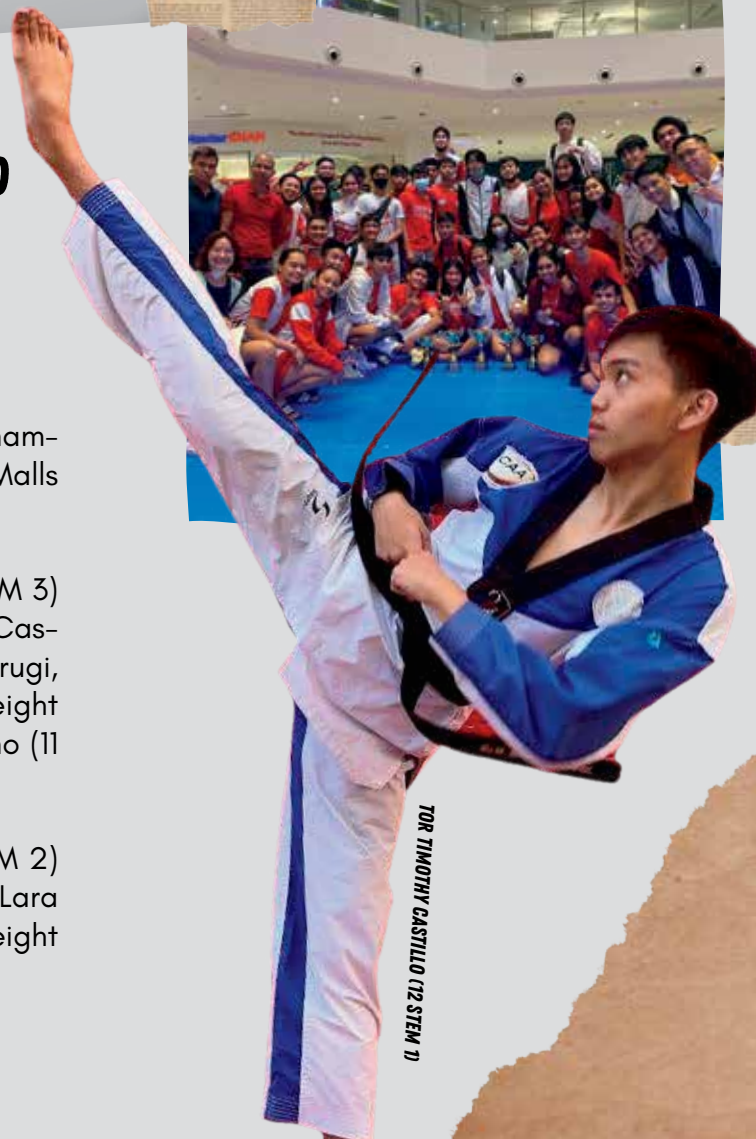 ham-
Malls
M 3)
Cas-
rugi,
eight
no (11
M 2)
Lara
eight
CAA
TOR TIMOTHY CASTILLO (12 STEM 1)